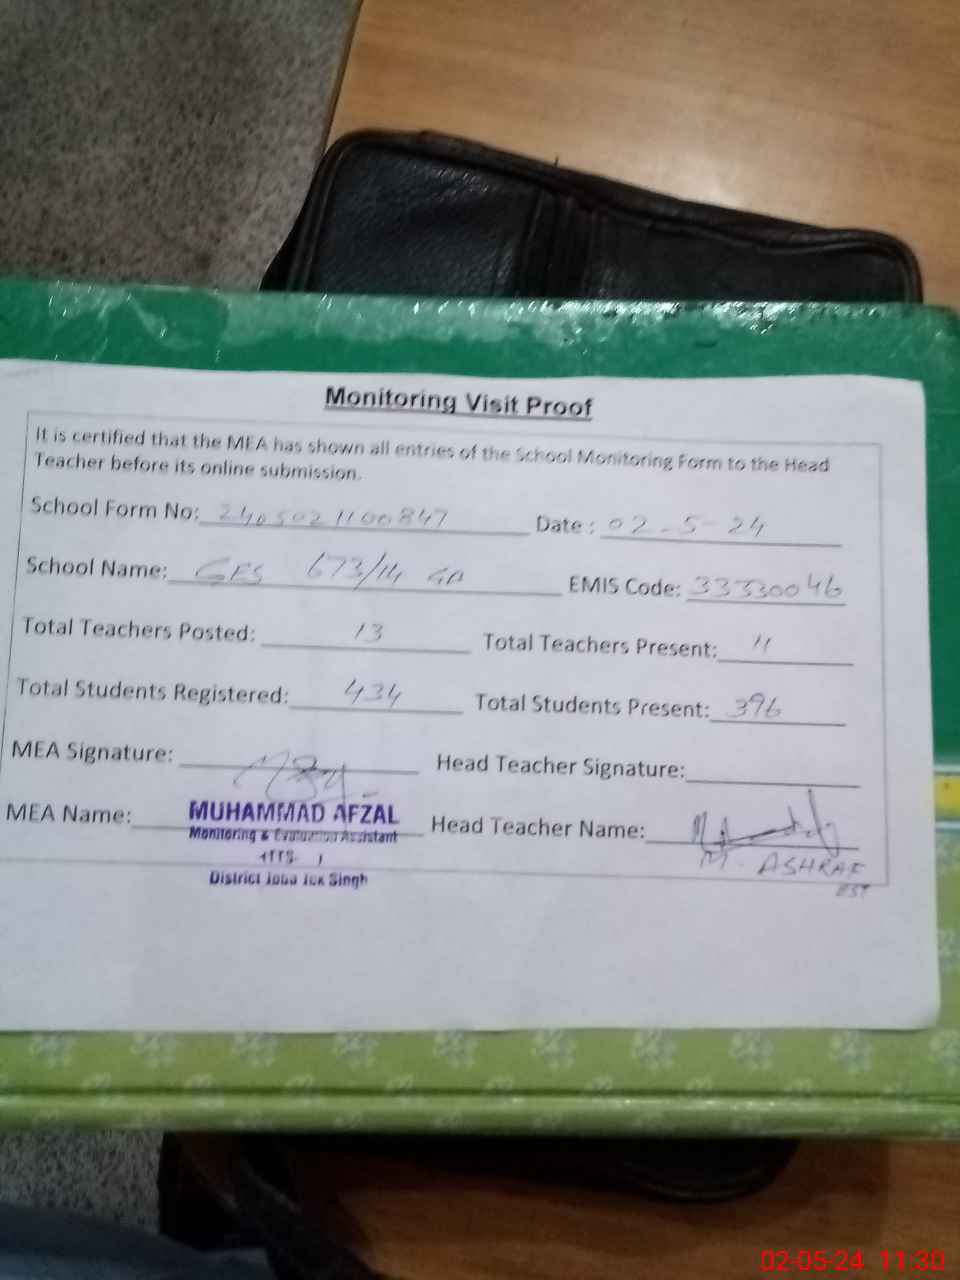 Monitoring Visit Proof
It is certified that the MEA has shown all entries of the School Monitoring Form to the Head
Teacher before its online submission.
School Form No: 2405021100847 Date : 02-5-24
School Name: GES 673/14 GB EMIS Code: 33330046
Total Teachers Posted: 13 Total Teachers Present: 11
Total Students Registered: 434 Total Students Present: 396
MEA Signature: Head Teacher Signature:
MEA Name: MUHAMMAD AFZAL Head Teacher Name:
Monitoring & Evaluation Assistant
M. ASHRAF
EST
District Toba Tek Singh
02-05-24 11:30